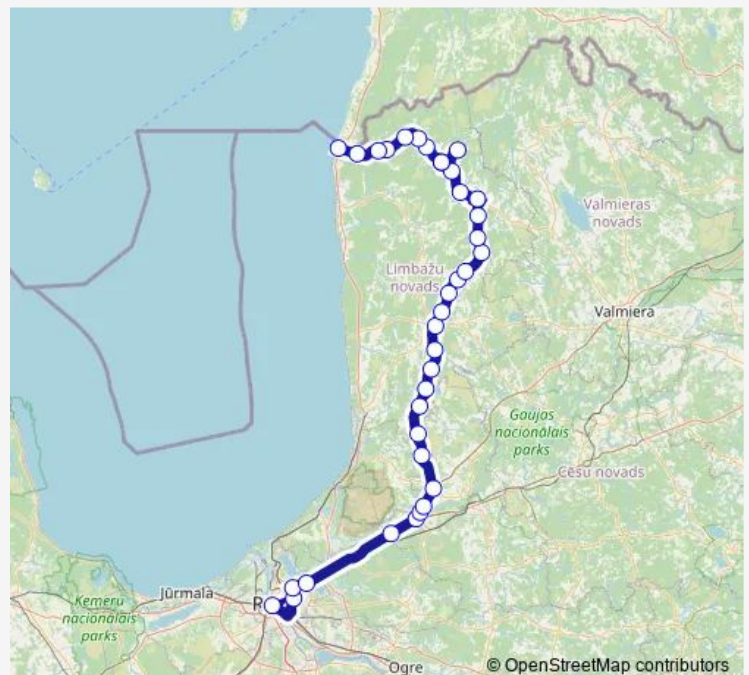 Valmieras
novads
Limbažu
novads
Valmiera
Gaujas
nacionālais
parks
Cēsu novads
Jūrmala
R
Ķemeru
nacionālais
parks
Ogre
© OpenStreetMap contributors